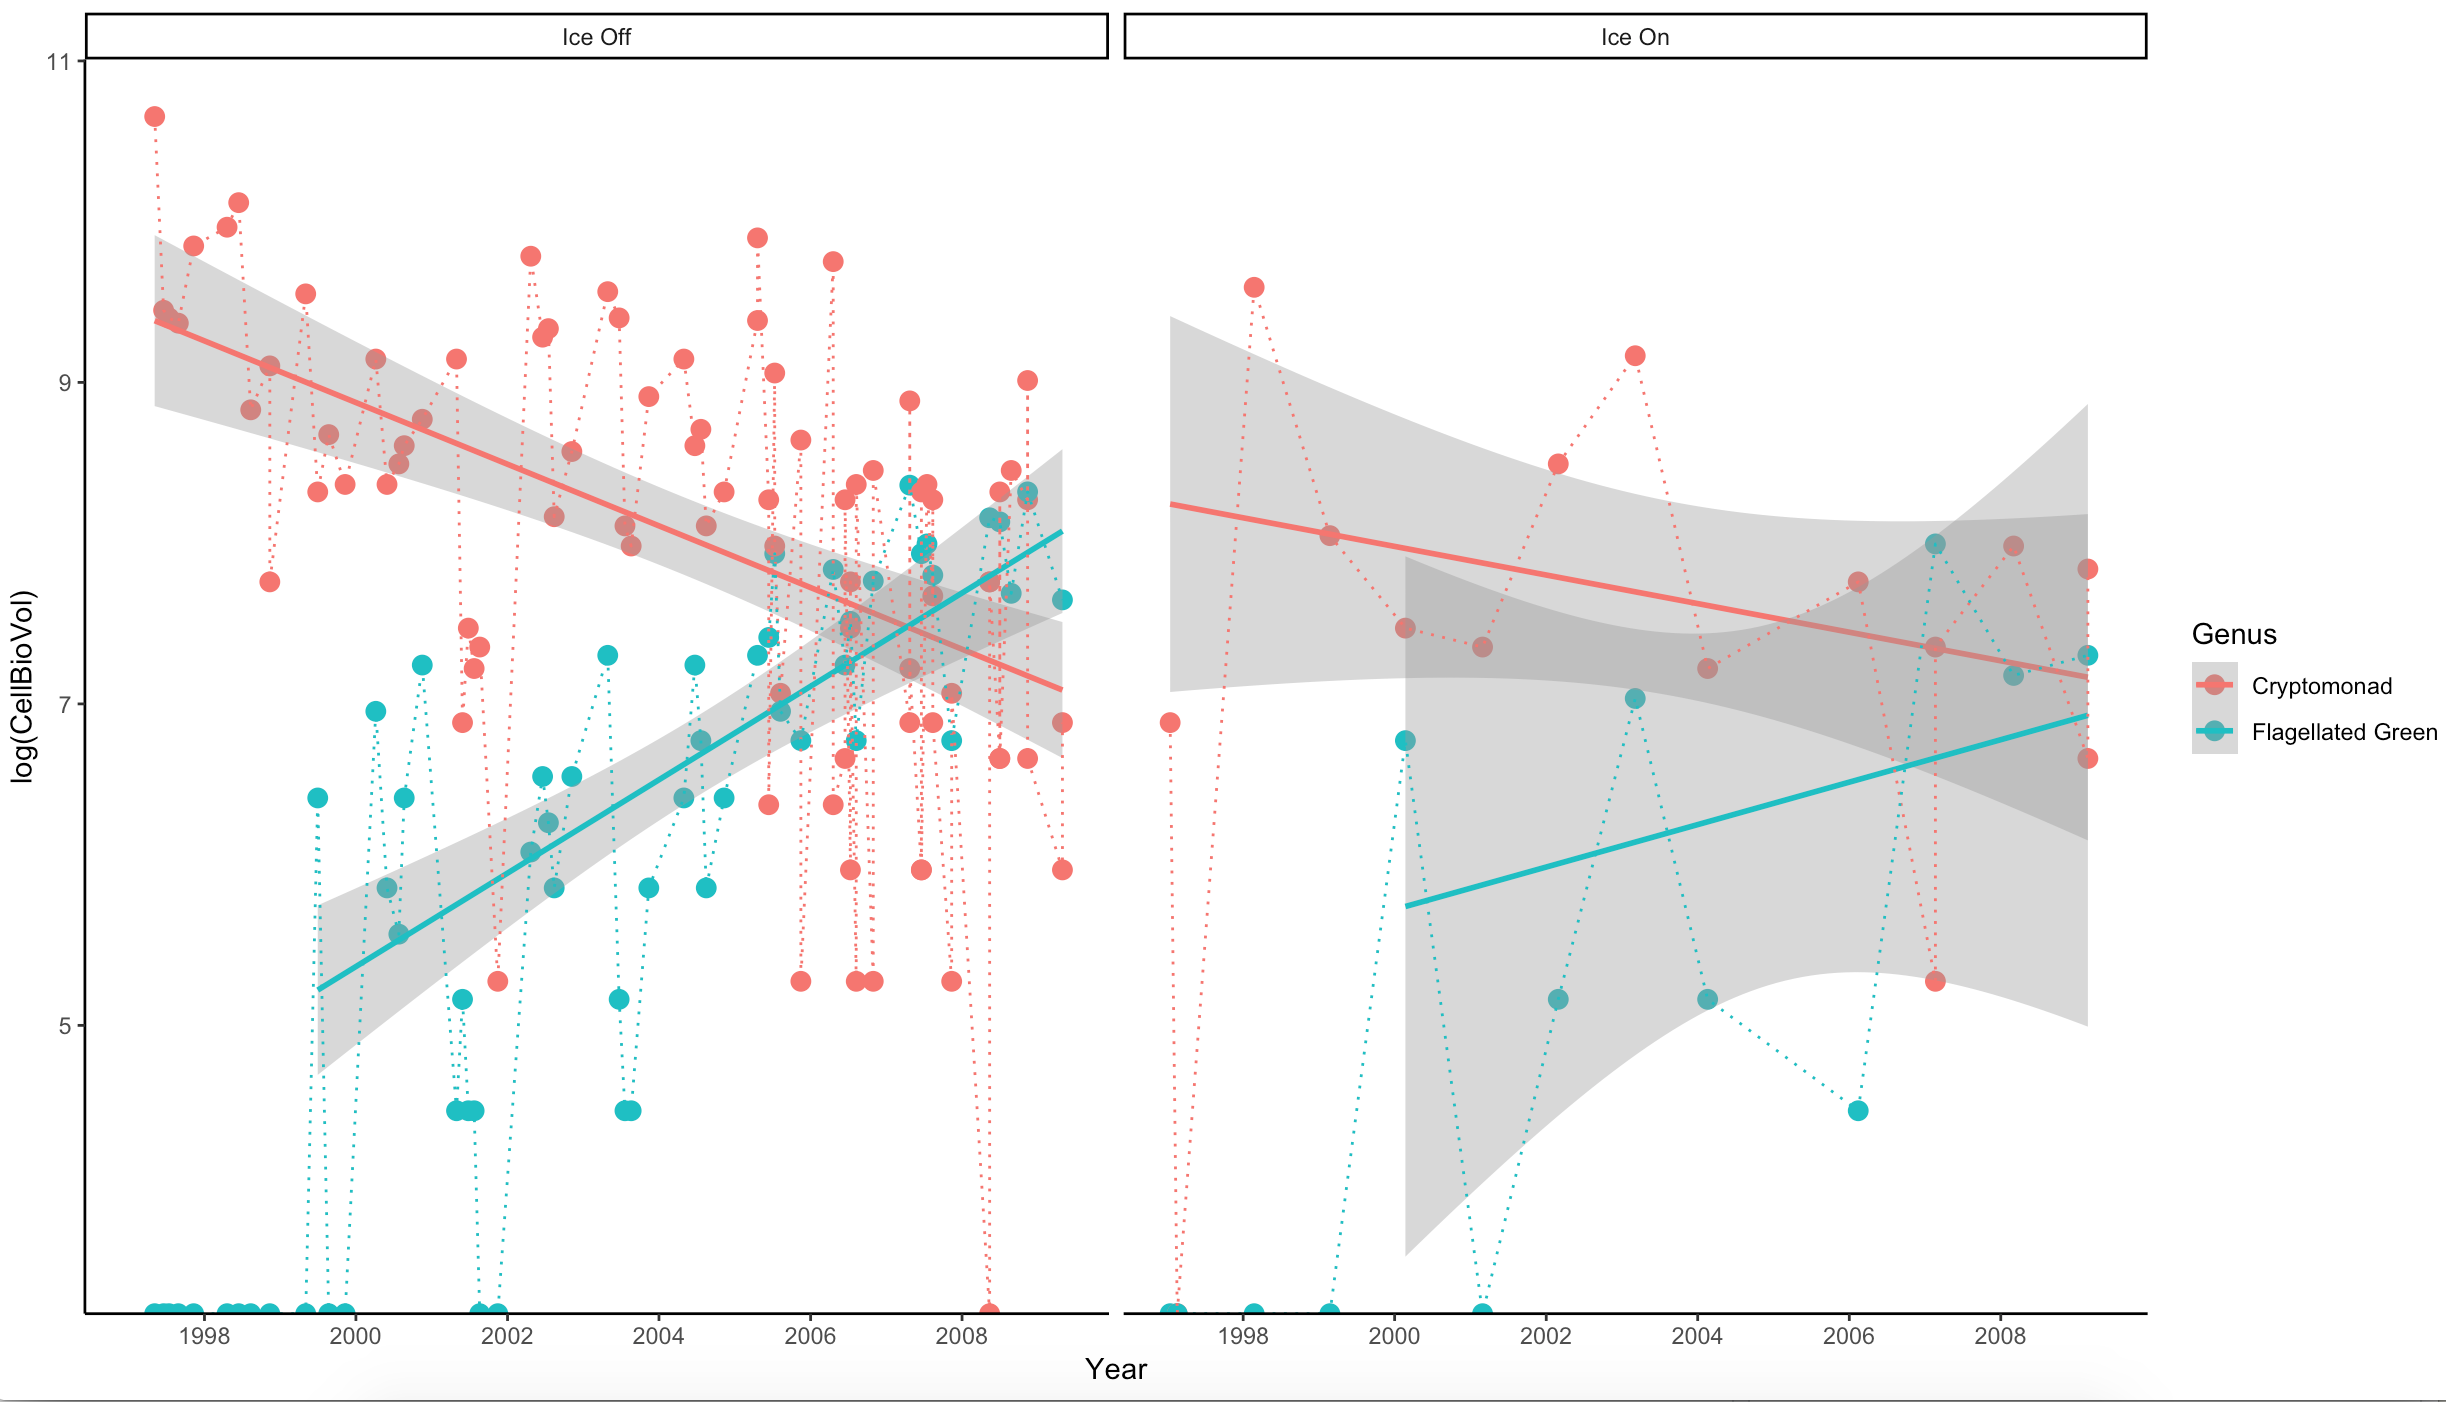 Ice Off
Ice On
11
9
7
5
log(CellBioVol)
1998 2000 2002 2004 2006 2008
1998 2000 2002 2004 2006 2008
Year
Genus
Cryptomonad
Flagellated Green